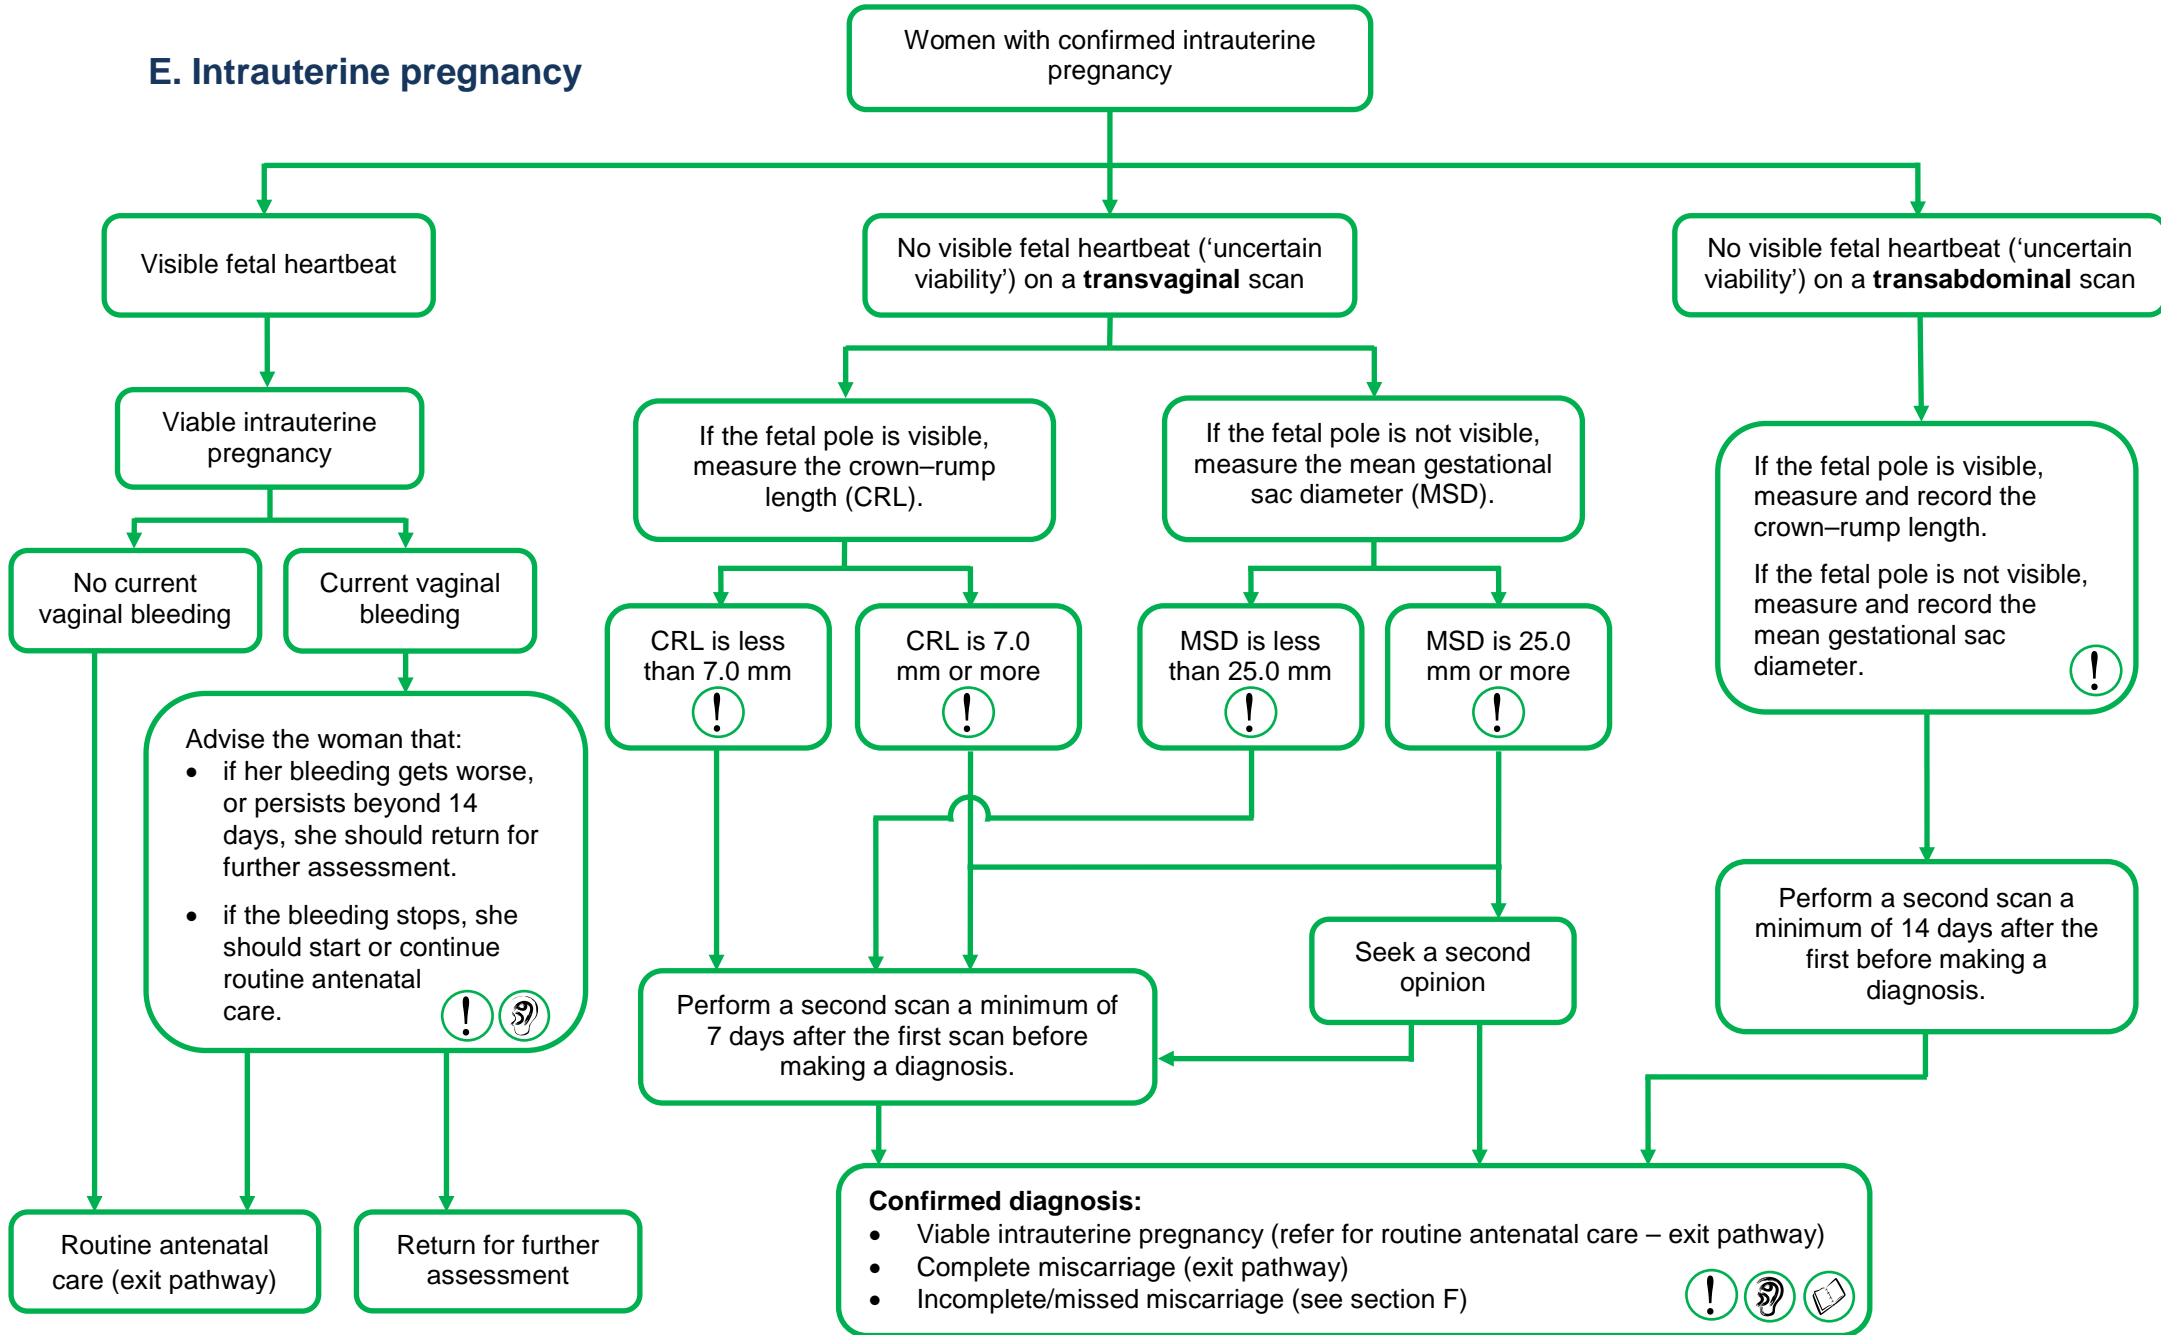 E. Intrauterine pregnancy
Women with confirmed intrauterine
pregnancy
Visible fetal heartbeat
No visible fetal heartbeat (‘uncertain
viability’) on a transvaginal scan
No visible fetal heartbeat (‘uncertain
viability’) on a transabdominal scan
Viable intrauterine
pregnancy
If the fetal pole is visible,
measure the crown–rump
length (CRL).
If the fetal pole is not visible,
measure the mean gestational
sac diameter (MSD).
If the fetal pole is visible,
measure and record the
crown–rump length.
If the fetal pole is not visible,
measure and record the
mean gestational sac
diameter.
!
No current
vaginal bleeding
Current vaginal
bleeding
CRL is less
than 7.0 mm
!
CRL is 7.0
mm or more
!
MSD is less
than 25.0 mm
!
MSD is 25.0
mm or more
!
Advise the woman that:
• if her bleeding gets worse,
or persists beyond 14
days, she should return for
further assessment.
• if the bleeding stops, she
should start or continue
routine antenatal
care.
!
Perform a second scan a minimum of
7 days after the first scan before
making a diagnosis.
Seek a second
opinion
Perform a second scan a
minimum of 14 days after the
first before making a
diagnosis.
Routine antenatal
care (exit pathway)
Return for further
assessment
Confirmed diagnosis:
• Viable intrauterine pregnancy (refer for routine antenatal care – exit pathway)
• Complete miscarriage (exit pathway)
• Incomplete/missed miscarriage (see section F)
!